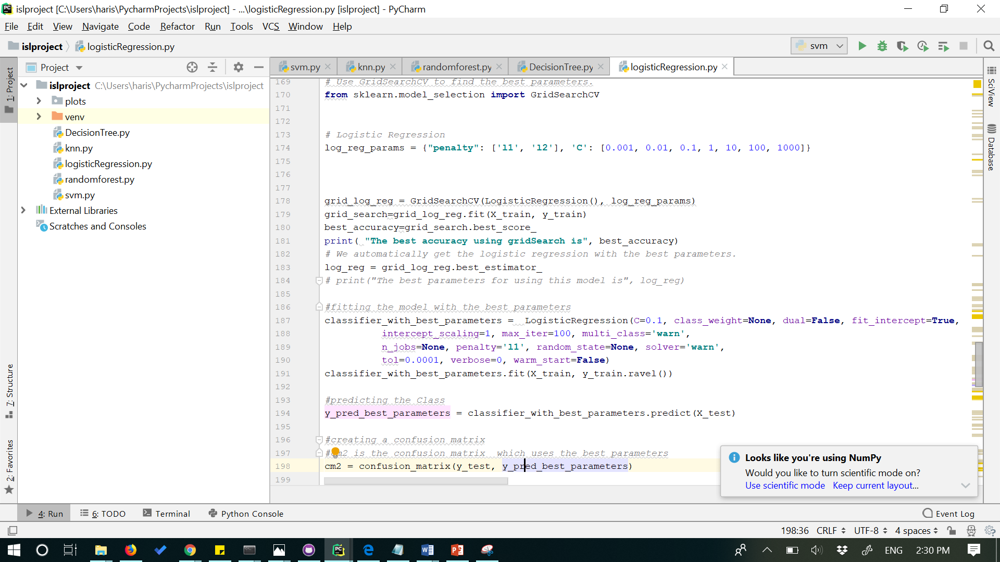 islproject [C:\Users\haris\PycharmProjects\islproject] - ...\logisticRegression.py [islproject] - PyCharm
File Edit View Navigate Code Refactor Run Tools VCS Window Help
islproject logisticRegression.py svm
Project svm.py knn.py randomforest.py DecisionTree.py logisticRegression.py
1: Project
7: Structure
2: Favorites
islproject C:\Users\haris\PycharmProjects\islproject
plots
venv
DecisionTree.py
knn.py
logisticRegression.py
randomforest.py
svm.py
External Libraries
Scratches and Consoles
169 # Use GridSearchCV to find the best parameters.
170 from sklearn.model_selection import GridSearchCV
171
172
173 # Logistic Regression
174 log_reg_params = {"penalty": ['l1', 'l2'], 'C': [0.001, 0.01, 0.1, 1, 10, 100, 1000]}
175
176
177
178 grid_log_reg = GridSearchCV(LogisticRegression(), log_reg_params)
179 grid_search=grid_log_reg.fit(X_train, y_train)
180 best_accuracy=grid_search.best_score_
181 print( "The best accuracy using gridSearch is", best_accuracy)
182 # We automatically get the logistic regression with the best parameters.
183 log_reg = grid_log_reg.best_estimator_
184 # print("The best parameters for using this model is", log_reg)
185
186 #fitting the model with the best parameters
187 classifier_with_best_parameters =  LogisticRegression(C=0.1, class_weight=None, dual=False, fit_intercept=True,
188 intercept_scaling=1, max_iter=100, multi_class='warn',
189 n_jobs=None, penalty='l1', random_state=None, solver='warn',
190 tol=0.0001, verbose=0, warm_start=False)
191 classifier_with_best_parameters.fit(X_train, y_train.ravel())
192
193 #predicting the Class
194 y_pred_best_parameters = classifier_with_best_parameters.predict(X_test)
195
196 #creating a confusion matrix
197 #cm2 is the confusion matrix  which uses the best parameters
198 cm2 = confusion_matrix(y_test, y_pred_best_parameters)
199
SciView
Database
Looks like you're using NumPy
Would you like to turn scientific mode on?
Use scientific mode Keep current layout...
4: Run 6: TODO Terminal Python Console Event Log
198:36 CRLF UTF-8 4 spaces
ENG 2:30 PM